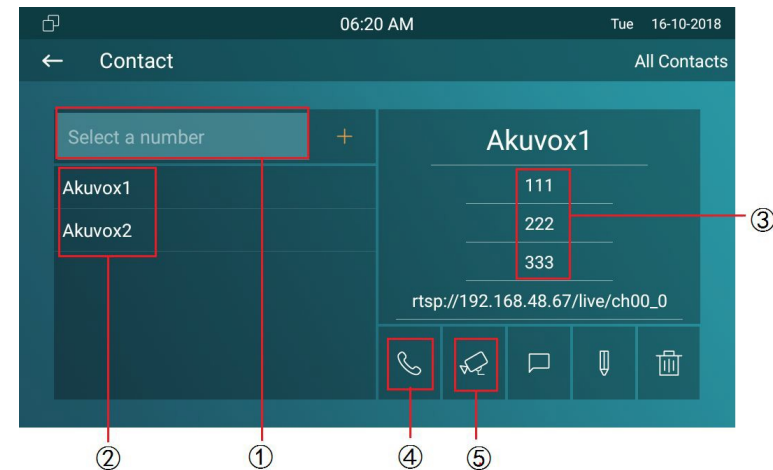 06:20 AM Tue 16-10-2018
Contact All Contacts
Select a number
Akuvox1
Akuvox2
Akuvox1
111
222
333
rtsp://192.168.48.67/live/ch00_0
③
② ① ④ ⑤